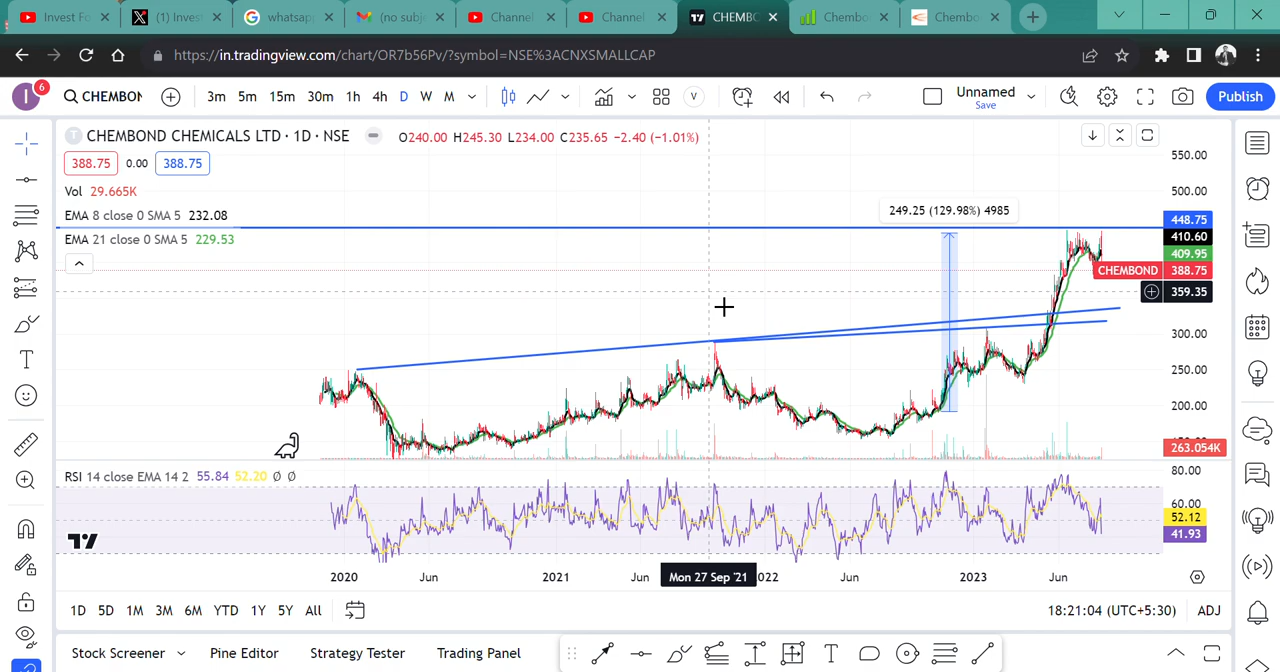 Invest Fo
(1) Invest
whatsapp
(no subj
Channel
Channel
CHEMBC
Chembo
Chembo
https://in.tradingview.com/chart/OR7b56Pv/?symbol=NSE%3ACNXSMALLCAP
I 6 CHEMBON 3m 5m 15m 30m 1h 4h D W M V Unnamed Save Publish
CHEMBOND CHEMICALS LTD · 1D · NSE O240.00 H245.30 L234.00 C235.65 −2.40 (−1.01%)
388.75 0.00 388.75
Vol 29.665K
EMA 8 close 0 SMA 5 232.08
EMA 21 close 0 SMA 5 229.53
249.25 (129.98%) 4985
550.00
500.00
448.75
410.60
409.95
CHEMBOND 388.75
359.35
300.00
250.00
200.00
263.054K
RSI 14 close EMA 14 2 55.84 52.20 Ø Ø
80.00
60.00
52.12
41.93
2020 Jun 2021 Jun Mon 27 Sep '21 022 Jun 2023 Jun
1D 5D 1M 3M 6M YTD 1Y 5Y All 18:21:04 (UTC+5:30) ADJ
Stock Screener Pine Editor Strategy Tester Trading Panel